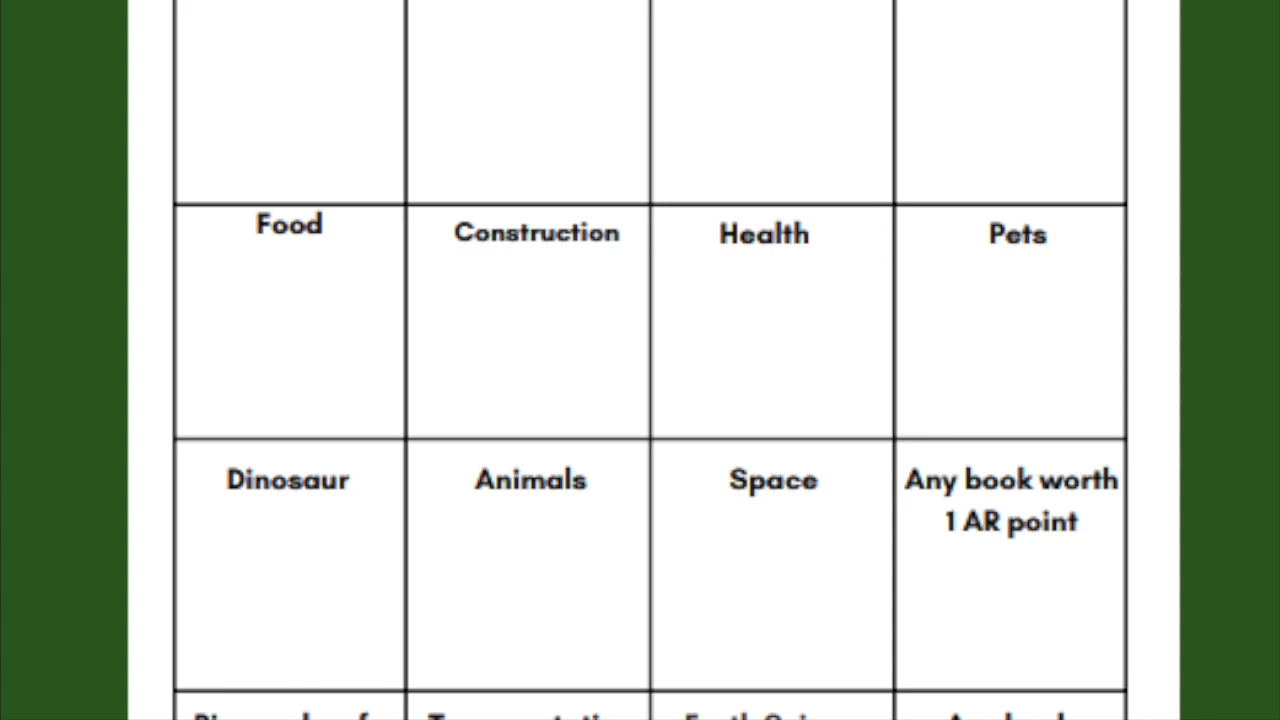 Food
Construction
Health
Pets
Dinosaur
Animals
Space
Any book worth
1 AR point